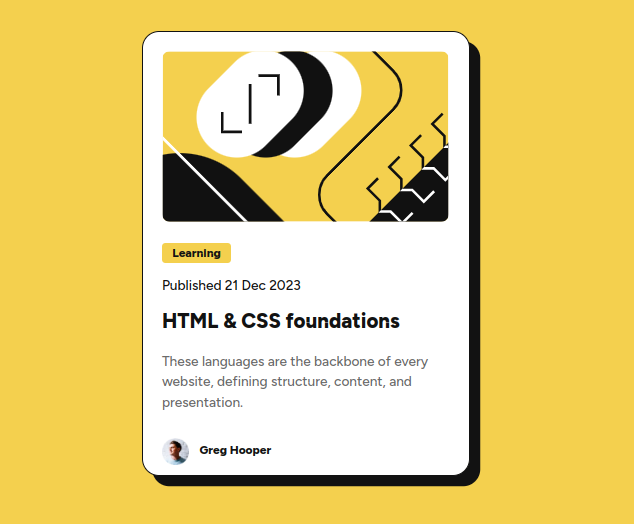 Learning
Published 21 Dec 2023
HTML & CSS foundations
These languages are the backbone of every
website, defining structure, content, and
presentation.
Greg Hooper